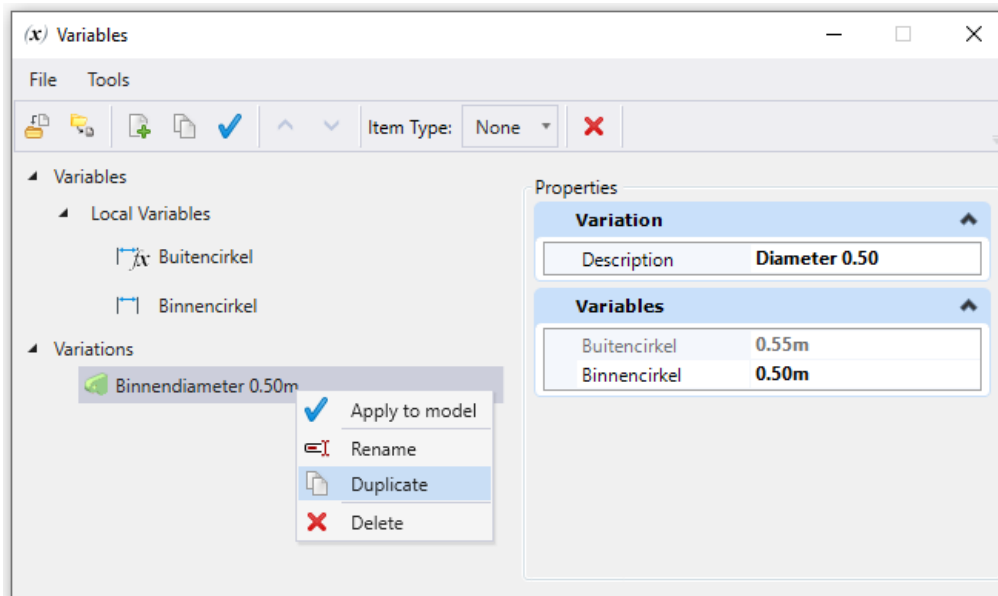 (x) Variables
File Tools
Item Type: None
Variables
Local Variables
fx Buitencirkel
Binnencirkel
Variations
Binnendiameter 0.50m
Apply to model
Rename
Duplicate
Delete
Properties
Variation
Description Diameter 0.50
Variables
Buitencirkel 0.55m
Binnencirkel 0.50m